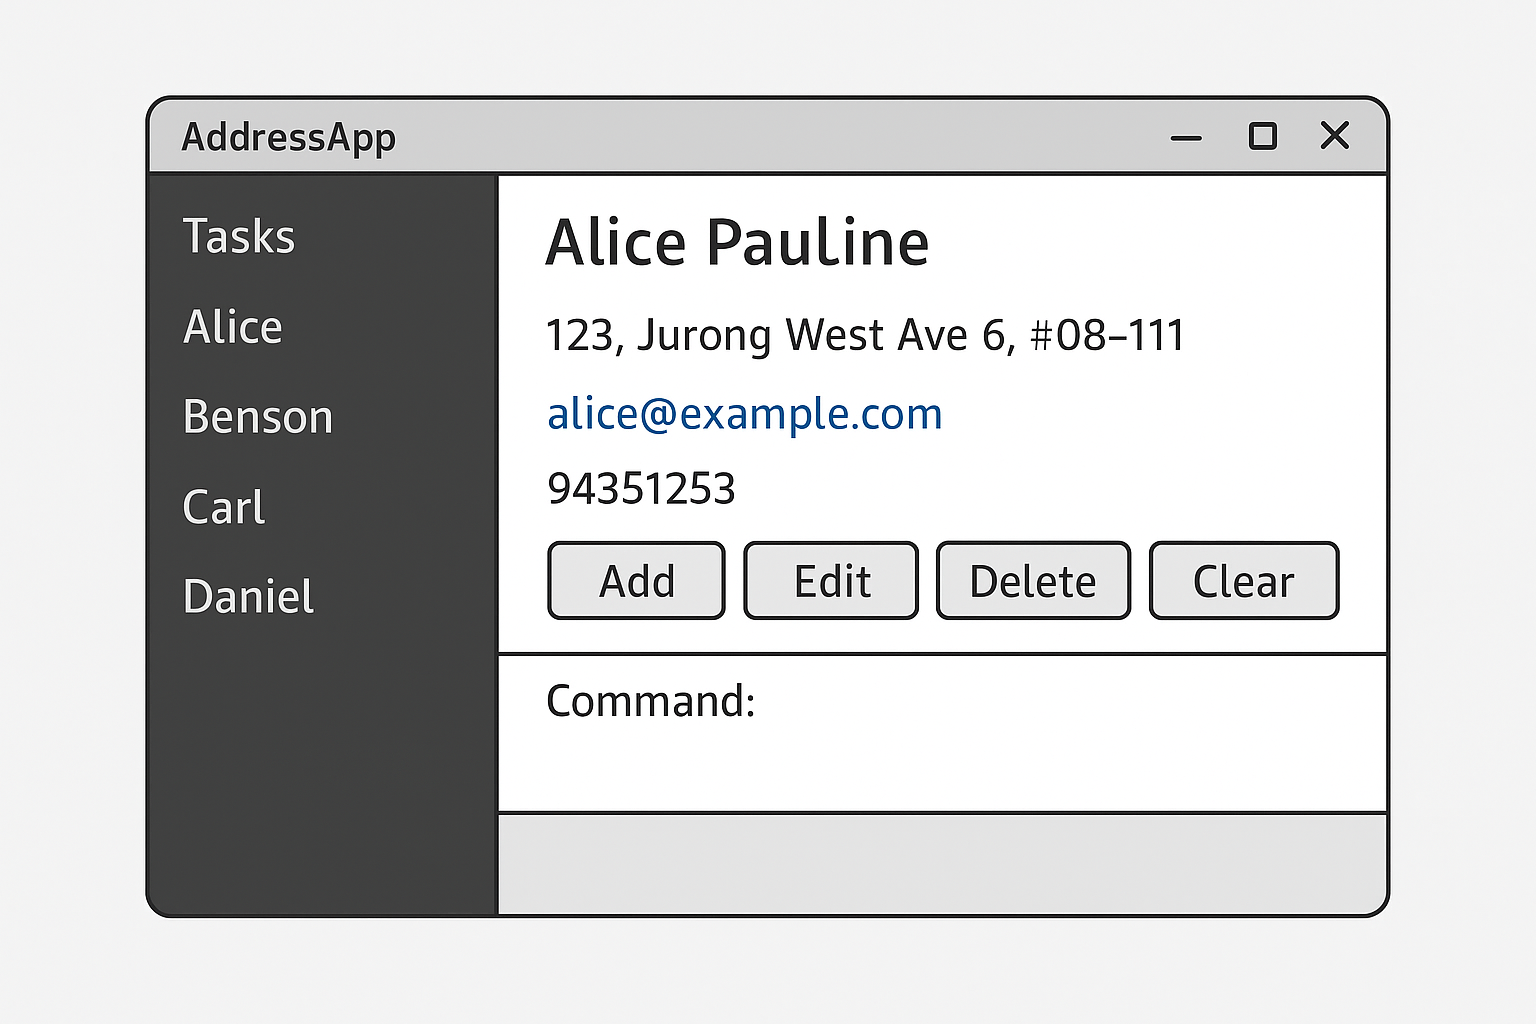 AddressApp
Tasks
Alice
Benson
Carl
Daniel
Alice Pauline
123, Jurong West Ave 6, #08–111
alice@example.com
94351253
Add Edit Delete Clear
Command: